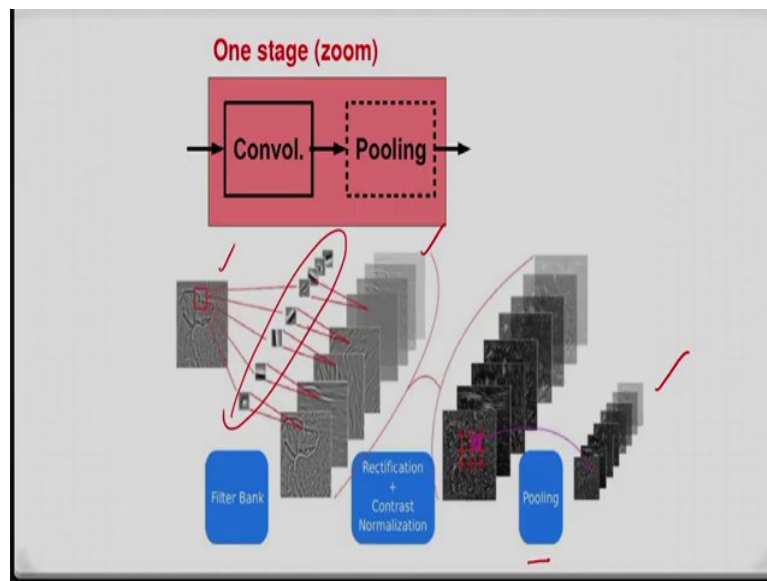 One stage (zoom)
Convol.
Pooling
Filter Bank
Rectification
+
Contrast
Normalization
Pooling